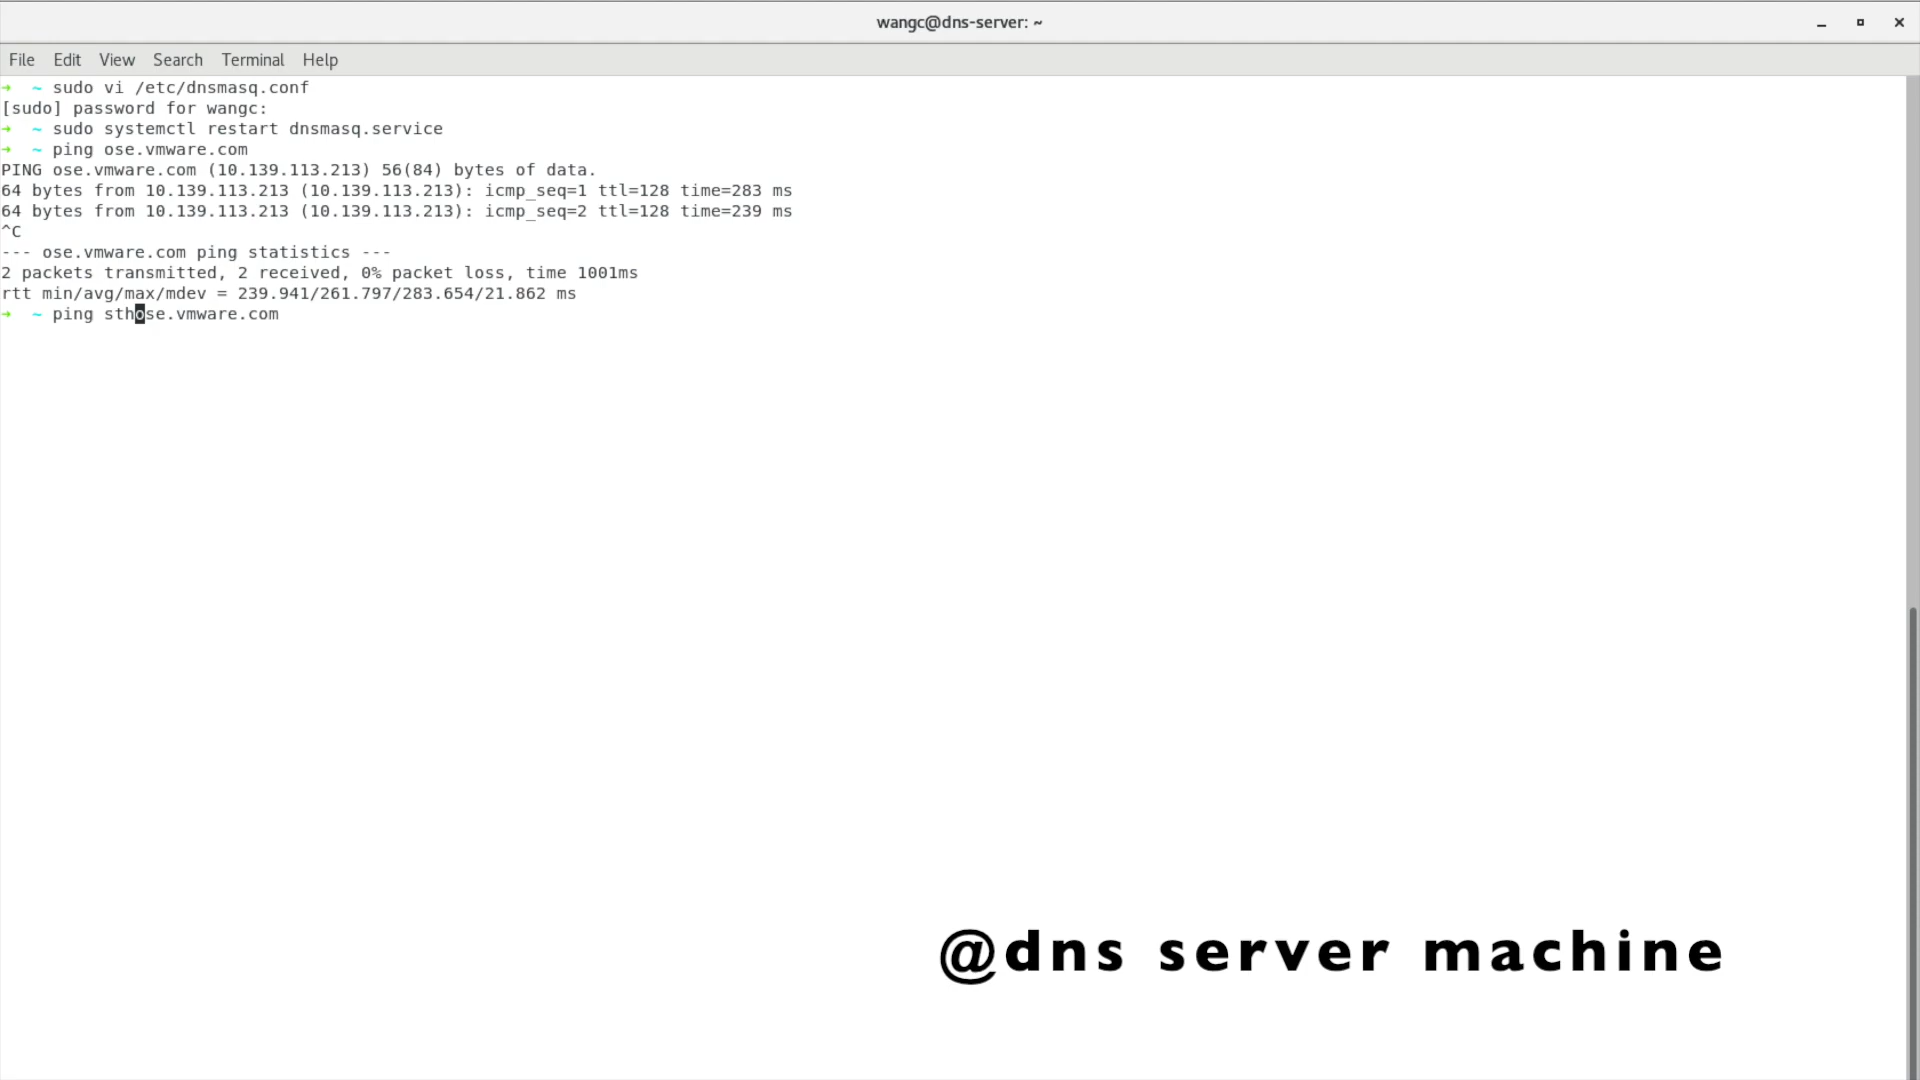 wangc@dns-server: ~
File Edit View Search Terminal Help
➜ ~ sudo vi /etc/dnsmasq.conf
[sudo] password for wangc:
➜ ~ sudo systemctl restart dnsmasq.service
➜ ~ ping ose.vmware.com
PING ose.vmware.com (10.139.113.213) 56(84) bytes of data.
64 bytes from 10.139.113.213 (10.139.113.213): icmp_seq=1 ttl=128 time=283 ms
64 bytes from 10.139.113.213 (10.139.113.213): icmp_seq=2 ttl=128 time=239 ms
^C
--- ose.vmware.com ping statistics ---
2 packets transmitted, 2 received, 0% packet loss, time 1001ms
rtt min/avg/max/mdev = 239.941/261.797/283.654/21.862 ms
➜ ~ ping sthose.vmware.com
@dns server machine